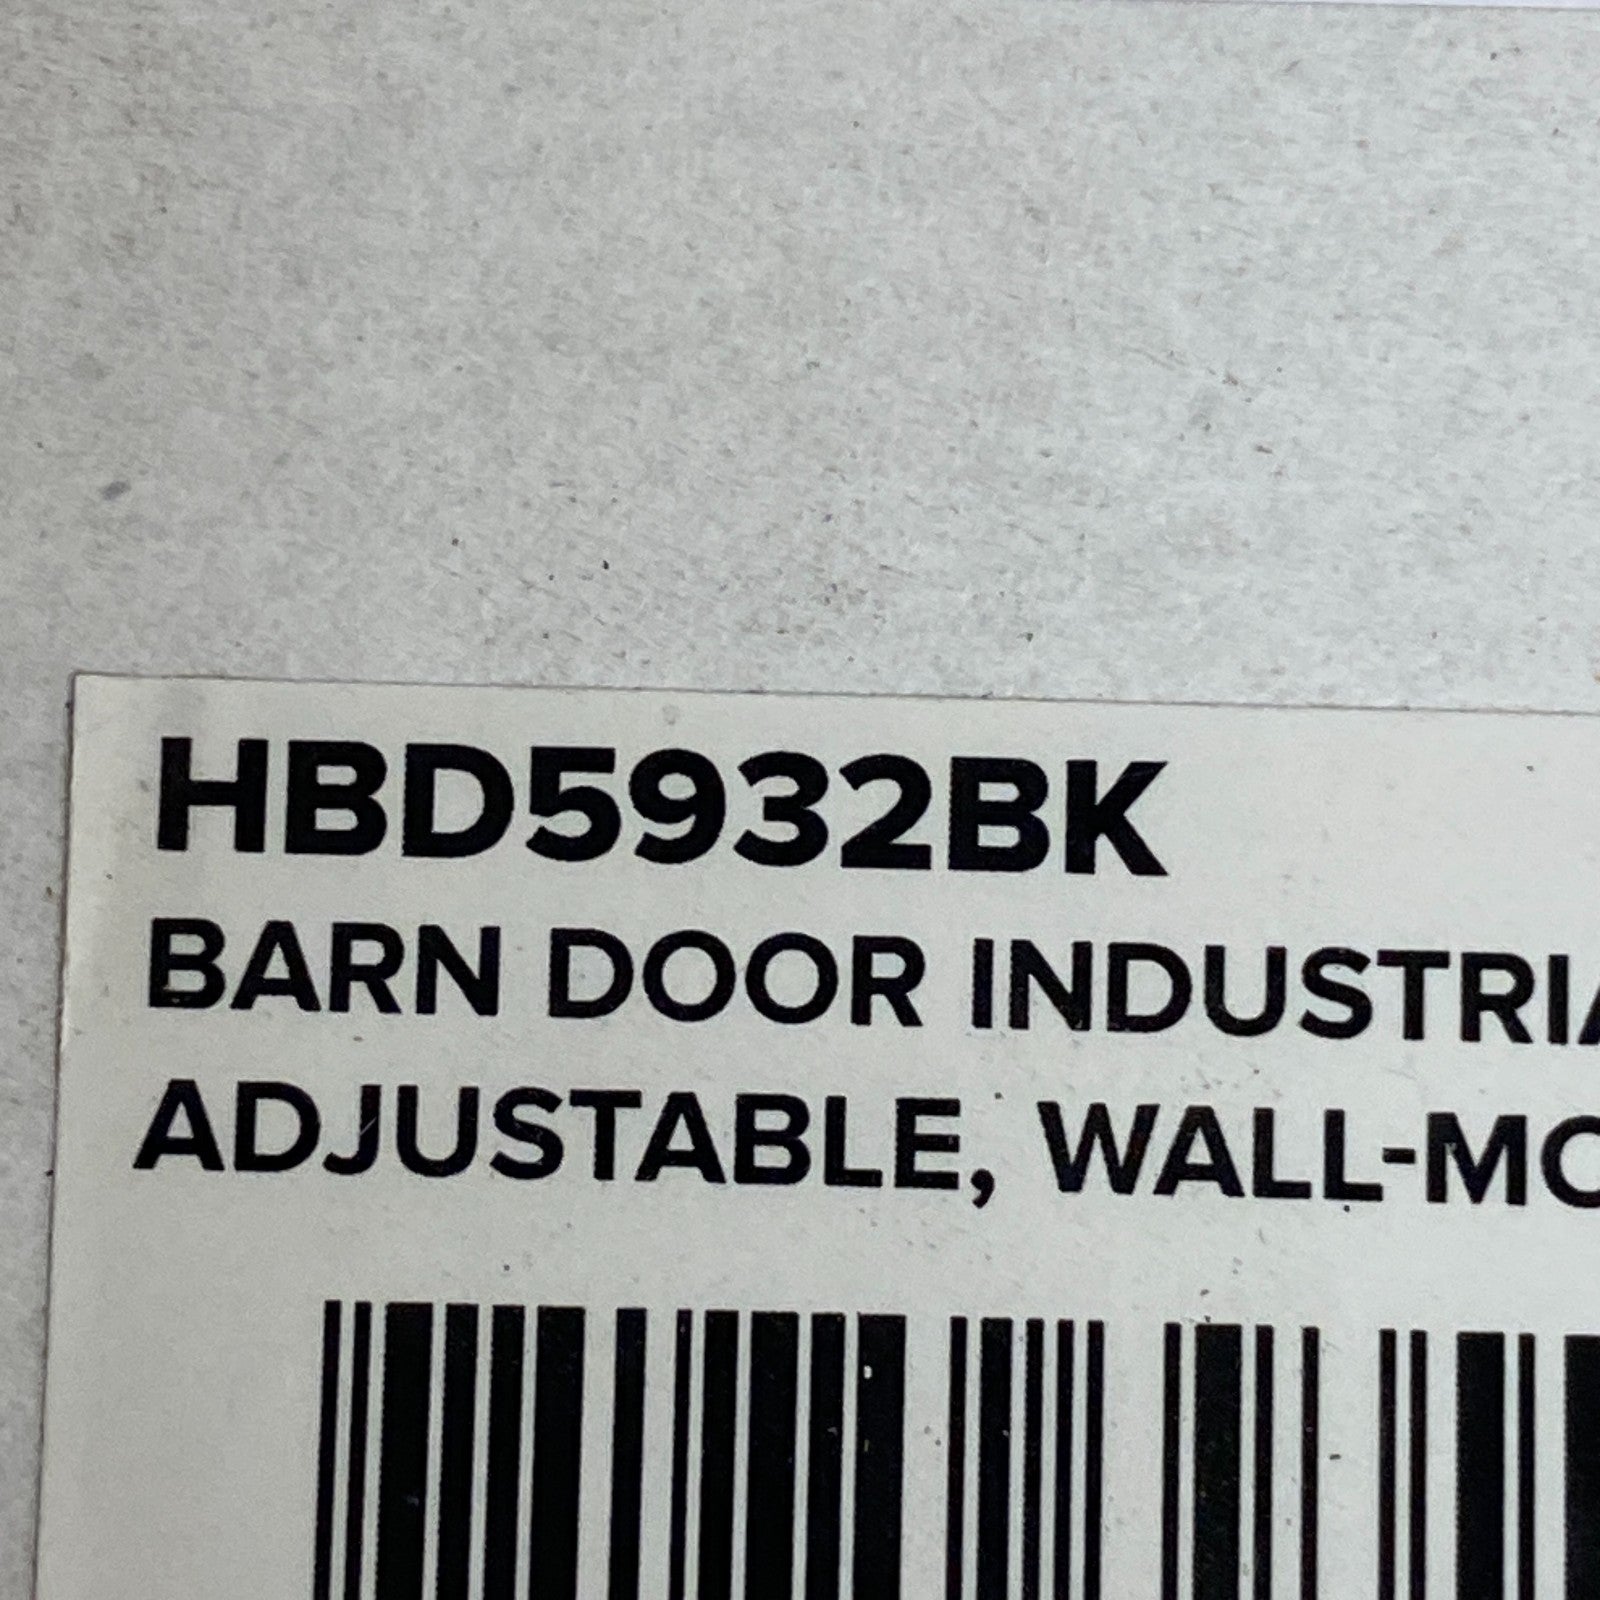 HBD5932BK
BARN DOOR INDUSTRIA
ADJUSTABLE, WALL-MO